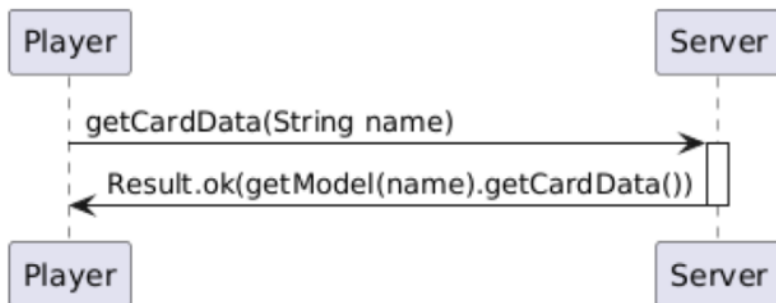 Player
Server
getCardData(String name)
Result.ok(getModel(name).getCardData())
Player
Server